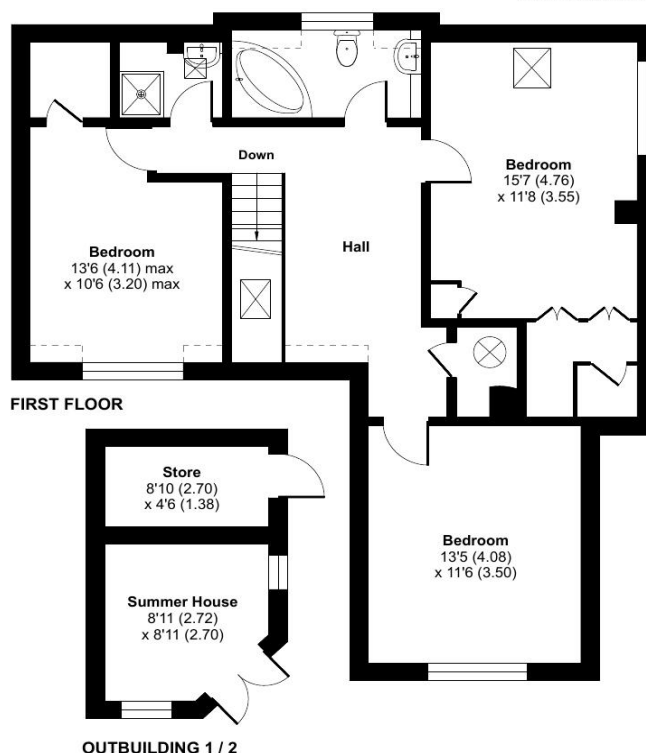 Down
Bedroom
15'7 (4.76)
x 11'8 (3.55)
Bedroom
13'6 (4.11) max
x 10'6 (3.20) max
Hall
FIRST FLOOR
Store
8'10 (2.70)
x 4'6 (1.38)
Bedroom
13'5 (4.08)
x 11'6 (3.50)
Summer House
8'11 (2.72)
x 8'11 (2.70)
OUTBUILDING 1 / 2